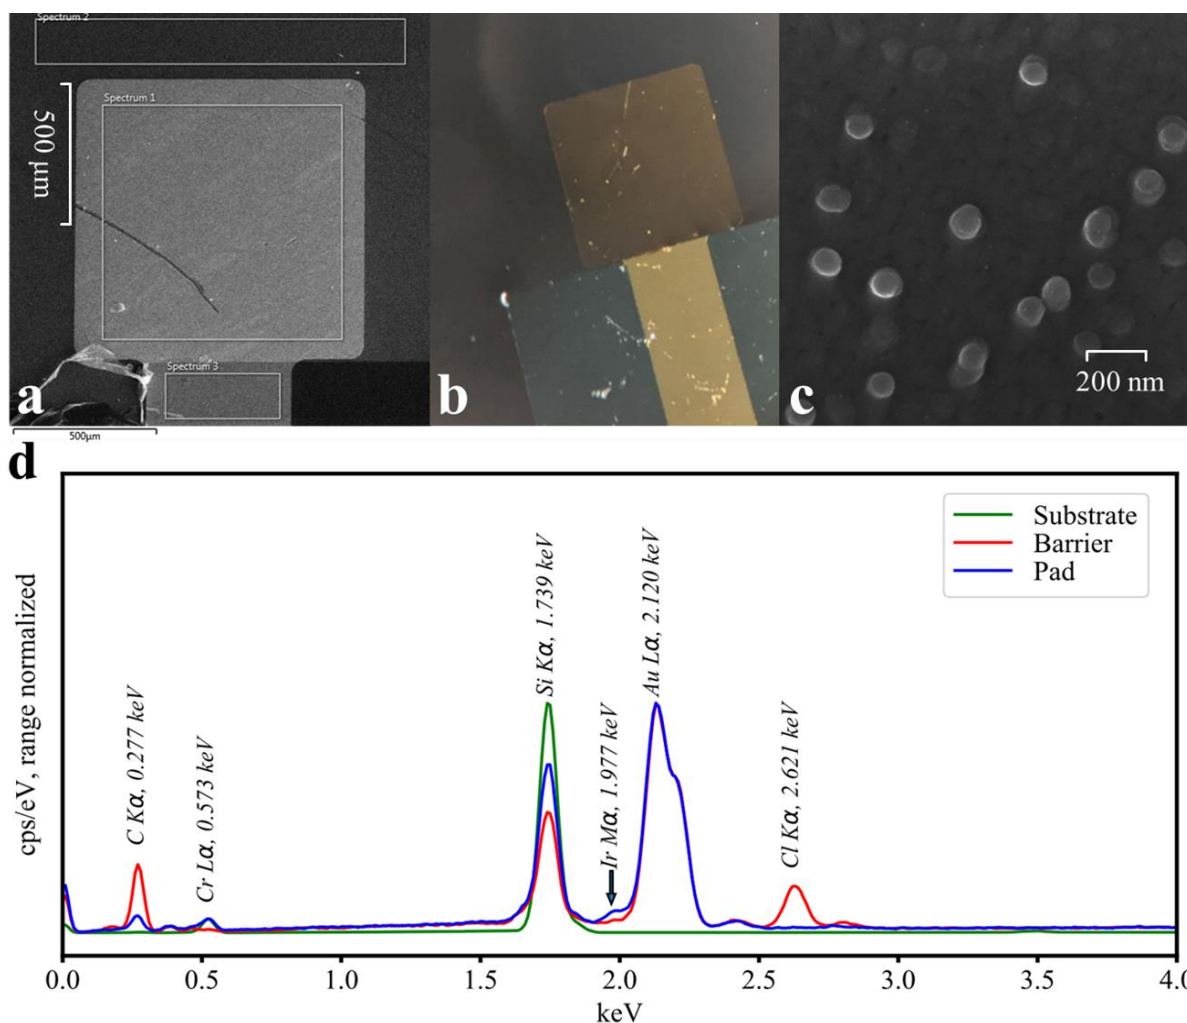 Spectrum 2
Spectrum 1
500 µm
Spectrum 3
a
500µm
b
c
200 nm
d
Substrate
Barrier
Pad
cps/eV, range normalized
C Kα, 0.277 keV
Cr Lα, 0.573 keV
Si Kα, 1.739 keV
Ir Mα, 1.977 keV
Au Lα, 2.120 keV
Cl Kα, 2.621 keV
0.0 0.5 1.0 1.5 2.0 2.5 3.0 3.5 4.0
keV